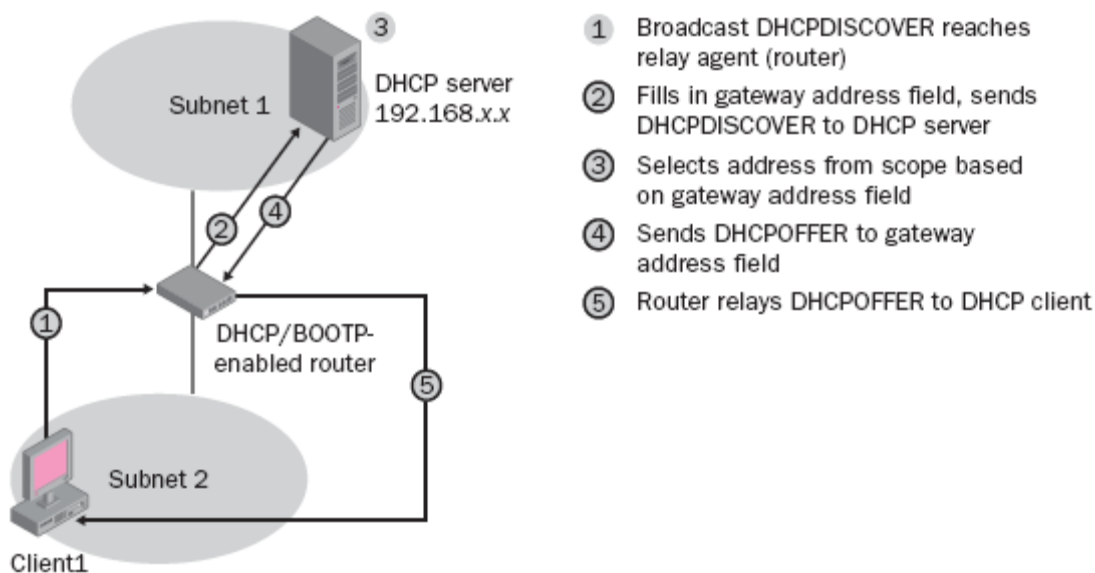 3
DHCP server
192.168.x.x
Subnet 1
2
4
1
DHCP/BOOTP-
enabled router
5
Subnet 2
Client1
1 Broadcast DHCPDISCOVER reaches
relay agent (router)
2 Fills in gateway address field, sends
DHCPDISCOVER to DHCP server
3 Selects address from scope based
on gateway address field
4 Sends DHCPOFFER to gateway
address field
5 Router relays DHCPOFFER to DHCP client